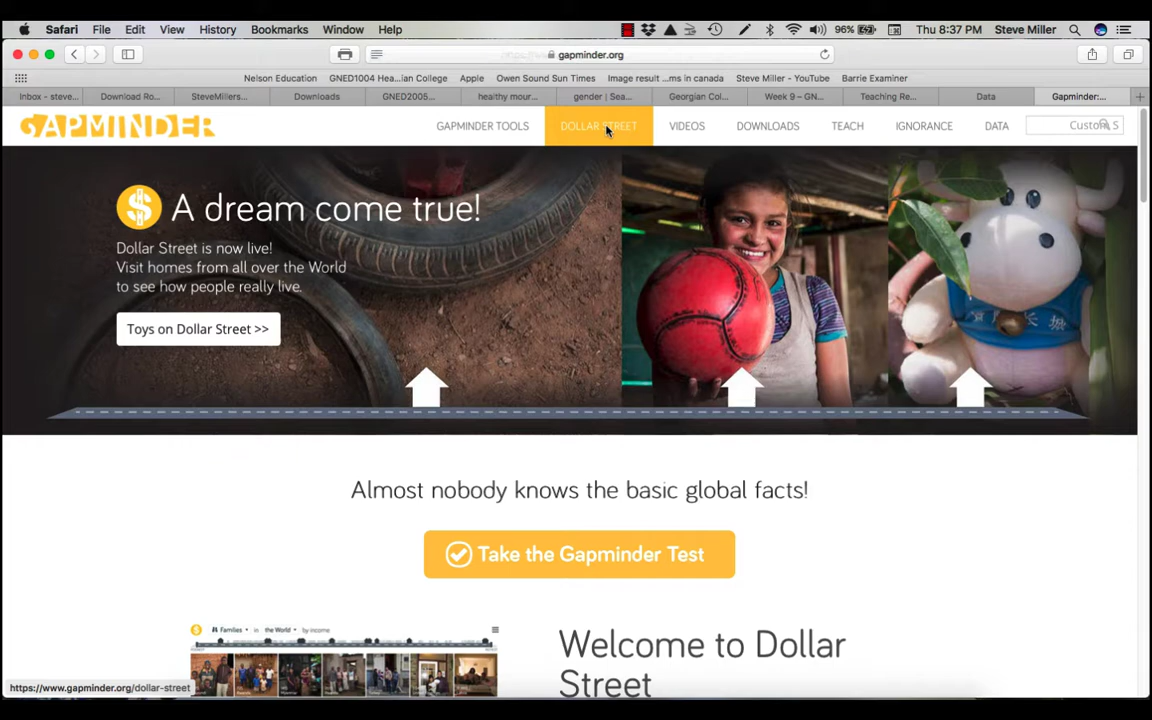 Safari File Edit View History Bookmarks Window Help 96% Thu 8:37 PM Steve Miller
gapminder.org
Nelson Education GNED1004 Hea...ian College Apple Owen Sound Sun Times Image result ...ms in canada Steve Miller - YouTube Barrie Examiner
Inbox - steve... Download Ro... SteveMillers... Downloads GNED2005... healthy mour... gender | Sea... Georgian Col... Week 9 – GN... Teaching Re... Data Gapminder:...
GAPMINDER GAPMINDER TOOLS DOLLAR STREET VIDEOS DOWNLOADS TEACH IGNORANCE DATA Custom S
$ A dream come true!
Dollar Street is now live!
Visit homes from all over the World
to see how people really live.
Toys on Dollar Street >>
Almost nobody knows the basic global facts!
Take the Gapminder Test
$ Families in the World by income
Welcome to Dollar
Street
https://www.gapminder.org/dollar-street